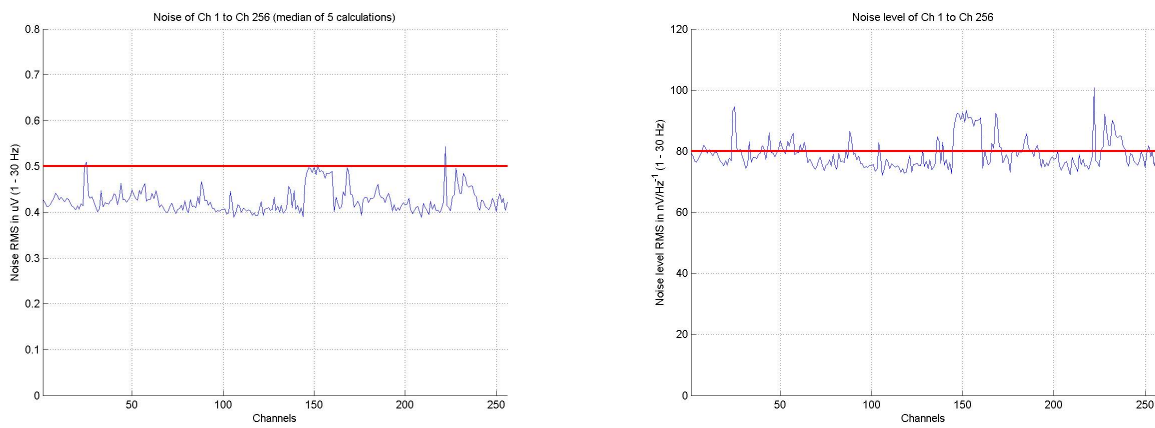 Noise of Ch 1 to Ch 256 (median of 5 calculations)
0.8
0.7
0.6
0.5
0.4
0.3
0.2
0.1
0
Noise RMS in uV (1 - 30 Hz)
50 100 150 200 250
Channels
Noise level of Ch 1 to Ch 256
120
100
80
60
40
20
0
Noise level RMS in nV/Hz⁻¹ (1 - 30 Hz)
50 100 150 200 250
Channels